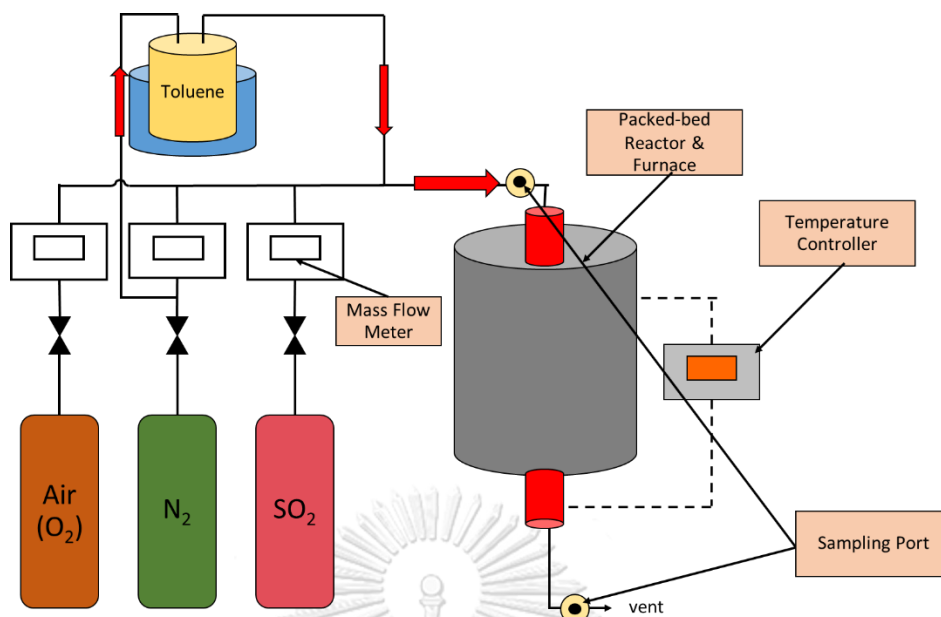 Toluene
Packed-bed
Reactor &
Furnace
Temperature
Controller
Mass Flow
Meter
Air
(O₂)
N₂
SO₂
Sampling Port
vent